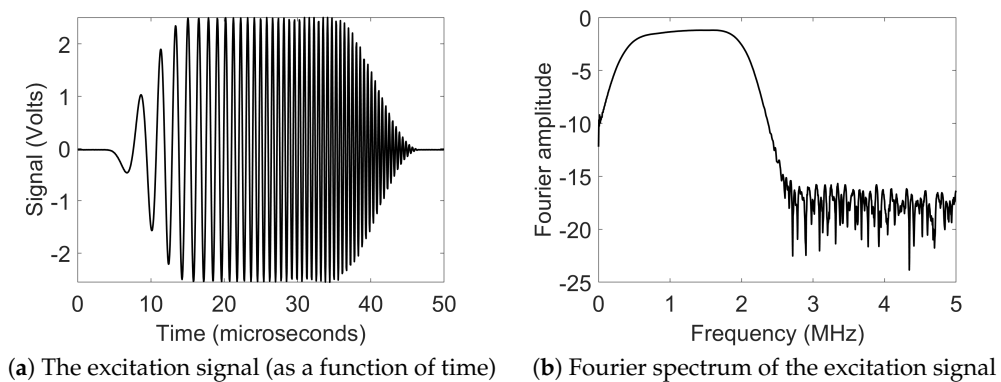 2
1
0
-1
-2
Signal (Volts)
0 10 20 30 40 50
Time (microseconds)
0
-5
-10
-15
-20
-25
Fourier amplitude
0 1 2 3 4 5
Frequency (MHz)
(a) The excitation signal (as a function of time)
(b) Fourier spectrum of the excitation signal